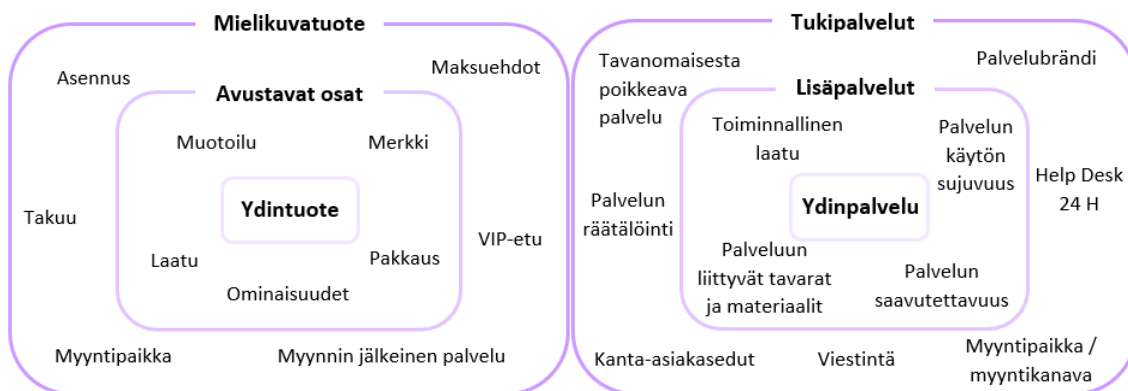 Mielikuvatuote
Asennus
Maksuehdot
Avustavat osat
Muotoilu
Merkki
Ydintuote
Takuu
VIP-etu
Laatu
Pakkaus
Ominaisuudet
Myyntipaikka
Myynnin jälkeinen palvelu
Tukipalvelut
Tavanomaisesta
poikkeava
palvelu
Palvelubrändi
Lisäpalvelut
Toiminnallinen
laatu
Palvelun
käytön
sujuvuus
Help Desk
24 H
Palvelun
räätälöinti
Ydinpalvelu
Palveluun
liittyvät tavarat
ja materiaalit
Palvelun
saavutettavuus
Kanta-asiakasedut
Viestintä
Myyntipaikka /
myyntikanava